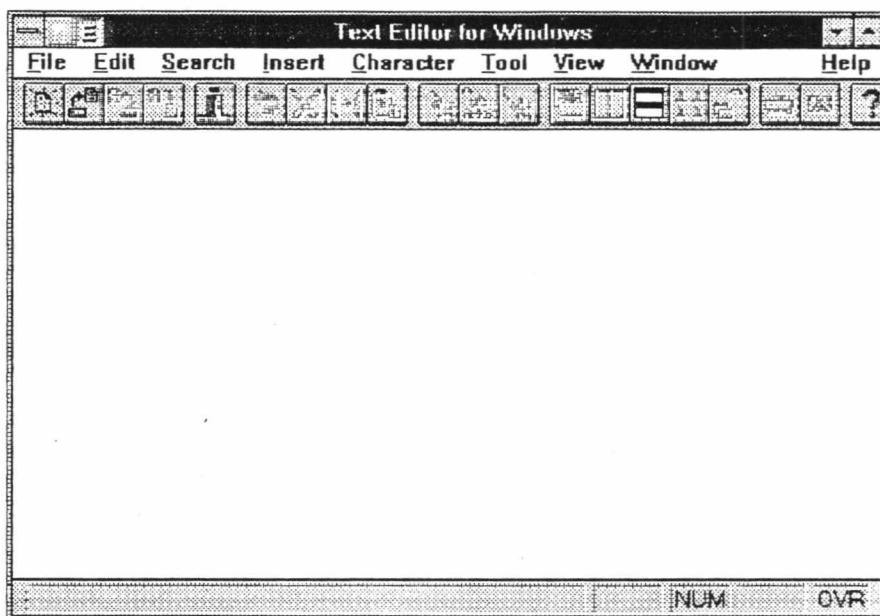 Text Editor for Windows
File Edit Search Insert Character Tool View Window Help
?
NUM OVR